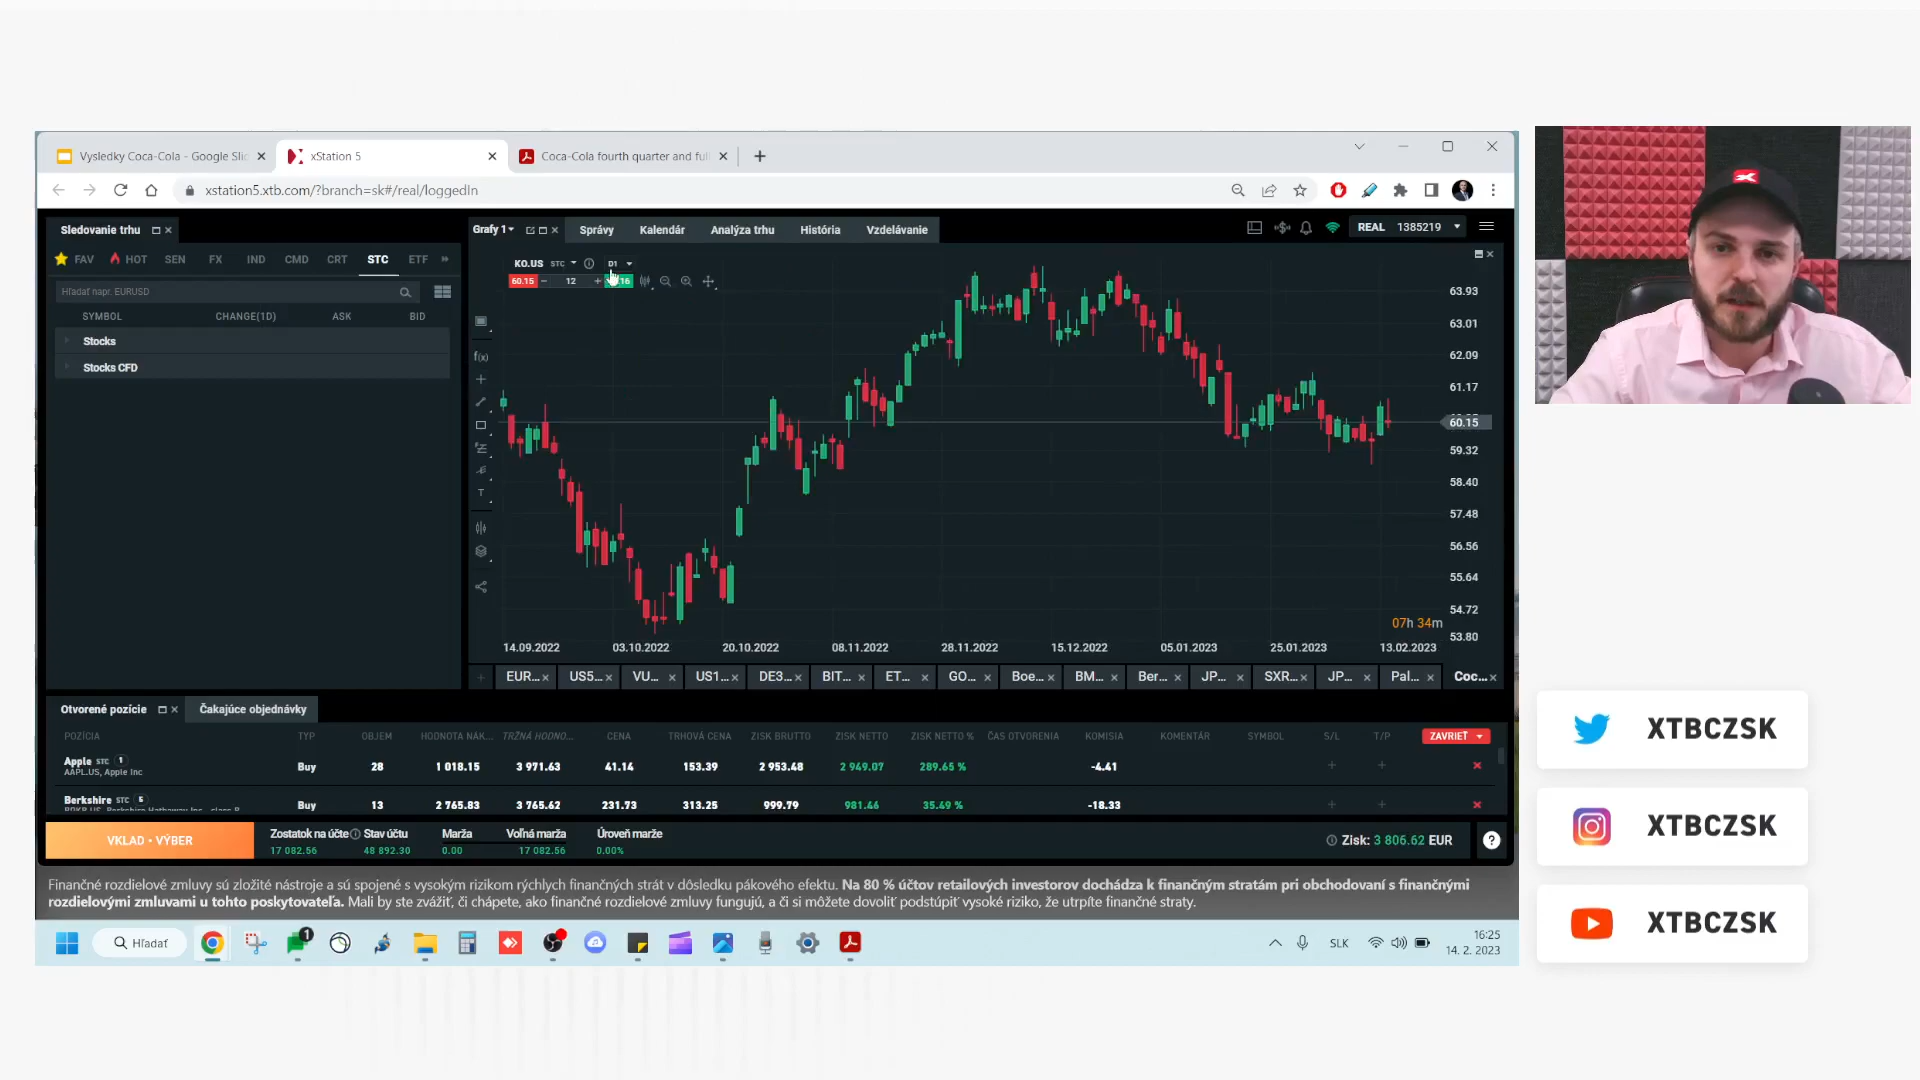 Vysledky Coca-Cola - Google Slic
xStation 5
Coca-Cola fourth quarter and full
xstation5.xtb.com/?branch=sk#/real/loggedIn
Sledovanie trhu
Grafy 1
Správy
Kalendár
Analýza trhu
História
Vzdelávanie
REAL 1385219
FAV HOT SEN FX IND CMD CRT STC ETF
KO.US STC D1
60.15 12 16
Hľadať napr. EURUSD
SYMBOL CHANGE(1D) ASK BID
Stocks
Stocks CFD
63.93
63.01
62.09
61.17
60.15
59.32
58.40
57.48
56.56
55.64
54.72
53.80
07h 34m
14.09.2022 03.10.2022 20.10.2022 08.11.2022 28.11.2022 15.12.2022 05.01.2023 25.01.2023 13.02.2023
EUR... US5... VU... US1... DE3... BIT... ET... GO... Boe... BM... Ber... JP... SXR... JP... Pal... Coc...
Otvorené pozície Čakajúce objednávky
POZÍCIA TYP OBJEM HODNOTA NÁK... TRŽNÁ HODNO... CENA TRHOVÁ CENA ZISK BRUTTO ZISK NETTO ZISK NETTO % ČAS OTVORENIA KOMISIA KOMENTÁR SYMBOL S/L T/P ZAVRIEŤ
Apple STC 1 Buy 28 1 018.15 3 971.63 41.14 153.39 2 953.48 2 949.07 289.65 % -4.41
AAPL.US, Apple Inc
Berkshire STC 5 Buy 13 2 765.83 3 765.62 231.73 313.25 999.79 981.46 35.49 % -18.33
VKLAD • VÝBER
Zostatok na účte Stav účtu Marža Voľná marža Úroveň marže
17 082.56 48 892.30 0.00 17 082.56 0.00%
Zisk: 3 806.62 EUR
Finančné rozdielové zmluvy sú zložité nástroje a sú spojené s vysokým rizikom rýchlych finančných strát v dôsledku pákového efektu. Na 80 % účtov retailových investorov dochádza k finančným stratám pri obchodovaní s finančnými
rozdielovými zmluvami u tohto poskytovateľa. Mali by ste zvážiť, či chápete, ako finančné rozdielové zmluvy fungujú, a či si môžete dovoliť podstúpiť vysoké riziko, že utrpíte finančné straty.
Hľadať
1
SLK
16:25
14. 2. 2023
XTBCZSK
XTBCZSK
XTBCZSK